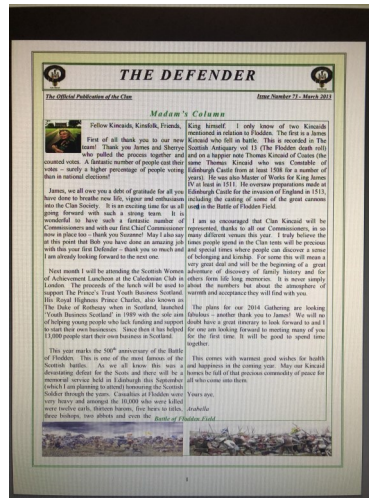 THE DEFENDER
The Official Publication of the Clan
Issue Number 73 - March 2013
Madam's Column
Fellow Kincaids, Kinsfolk, Friends,
First of all thank you to our new
team! Thank you James and Sherrye
who pulled the process together and
counted votes. A fantastic number of people cast their
votes – surely a higher percentage of people voting
than in national elections!
James, we all owe you a debt of gratitude for all you
have done to breathe new life, vigour and enthusiasm
into the Clan Society. It is an exciting time for us all
going forward with such a strong team. It is
wonderful to have such a fantastic number of
Commissioners and with our first Chief Commissioner
now in place too – thank you Suzanne! May I also say
at this point that Bob you have done an amazing job
with this your first Defender – thank you so much and
I am already looking forward to the next one.
Next month I will be attending the Scottish Women
of Achievement Luncheon at the Caledonian Club in
London. The proceeds of the lunch will be used to
support The Prince's Trust Youth Business Scotland.
His Royal Highness Prince Charles, also known as
The Duke of Rothesay when in Scotland, launched
'Youth Business Scotland' in 1989 with the sole aim
of helping young people who lack funding and support
to start their own businesses. Since then it has helped
13,000 people start their own business in Scotland.
This year marks the 500th anniversary of the Battle
of Flodden. This is one of the most famous of the
Scottish battles. As we all know this was a
devastating defeat for the Scots and there will be a
memorial service held in Edinburgh this September
(which I am planning to attend) honouring the Scottish
Soldier through the years. Casualties at Flodden were
very heavy and amongst the 10,000 who were killed
were twelve earls, thirteen barons, five heirs to titles,
three bishops, two abbots and even the
King himself. I only know of two Kincaids
mentioned in relation to Flodden. The first is a James
Kincaid who fell in battle. This is recorded in The
Scottish Antiquary vol 13 (The Flodden death roll)
and on a happier note Thomas Kincaid of Coates (the
same Thomas Kincaid who was Constable of
Edinburgh Castle from at least 1508 for a number of
years). He was also Master of Works for King James
IV at least in 1511. He oversaw preparations made at
Edinburgh Castle for the invasion of England in 1513,
including the casting of some of the great cannons
used in the Battle of Flodden Field.
I am so encouraged that Clan Kincaid will be
represented, thanks to all our Commissioners, in so
many different venues this year. I truly believe the
times people spend in the Clan tents will be precious
and special times where people can discover a sense
of belonging and kinship. For some this will mean a
very great deal and will be the beginning of a great
adventure of discovery of family history and for
others form life long memories. It is never simply
about the numbers but about the atmosphere of
warmth and acceptance they will find with you.
The plans for our 2014 Gathering are looking
fabulous – another thank you to James! We will no
doubt have a great itinerary to look forward to and I
for one am looking forward to meeting many of you
for the first time. It will be good to spend time
together.
This comes with warmest good wishes for health
and happiness in the coming year. May our Kincaid
homes be full of that precious commodity of peace for
all who come into them.
Yours aye,
Arabella
Battle of Flodden Field
1